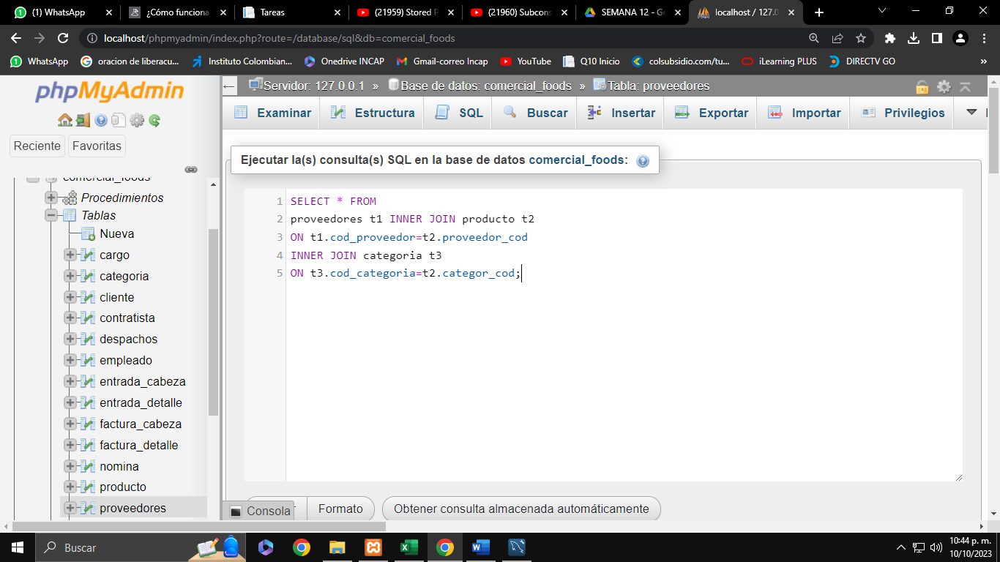 (1) WhatsApp
¿Cómo funciona
Tareas
(21959) Stored P
(21960) Subcons
SEMANA 12 - Go
localhost / 127.0
localhost/phpmyadmin/index.php?route=/database/sql&db=comercial_foods
WhatsApp
oracion de liberacu...
Instituto Colombian...
Onedrive INCAP
Gmail-correo Incap
YouTube
Q10 Inicio
colsubsidio.com/tu...
iLearning PLUS
DIRECTV GO
»
phpMyAdmin
Reciente
Favoritas
comercial_foods
Procedimientos
Tablas
Nueva
cargo
categoria
cliente
contratista
despachos
empleado
entrada_cabeza
entrada_detalle
factura_cabeza
factura_detalle
nomina
producto
proveedores
Servidor: 127.0.0.1 » Base de datos: comercial_foods » Tabla: proveedores
Examinar
Estructura
SQL
Buscar
Insertar
Exportar
Importar
Privilegios
Ejecutar la(s) consulta(s) SQL en la base de datos comercial_foods:
1 SELECT * FROM
2 proveedores t1 INNER JOIN producto t2
3 ON t1.cod_proveedor=t2.proveedor_cod
4 INNER JOIN categoria t3
5 ON t3.cod_categoria=t2.categor_cod;
Consola
Formato
Obtener consulta almacenada automáticamente
Buscar
10:44 p. m.
10/10/2023